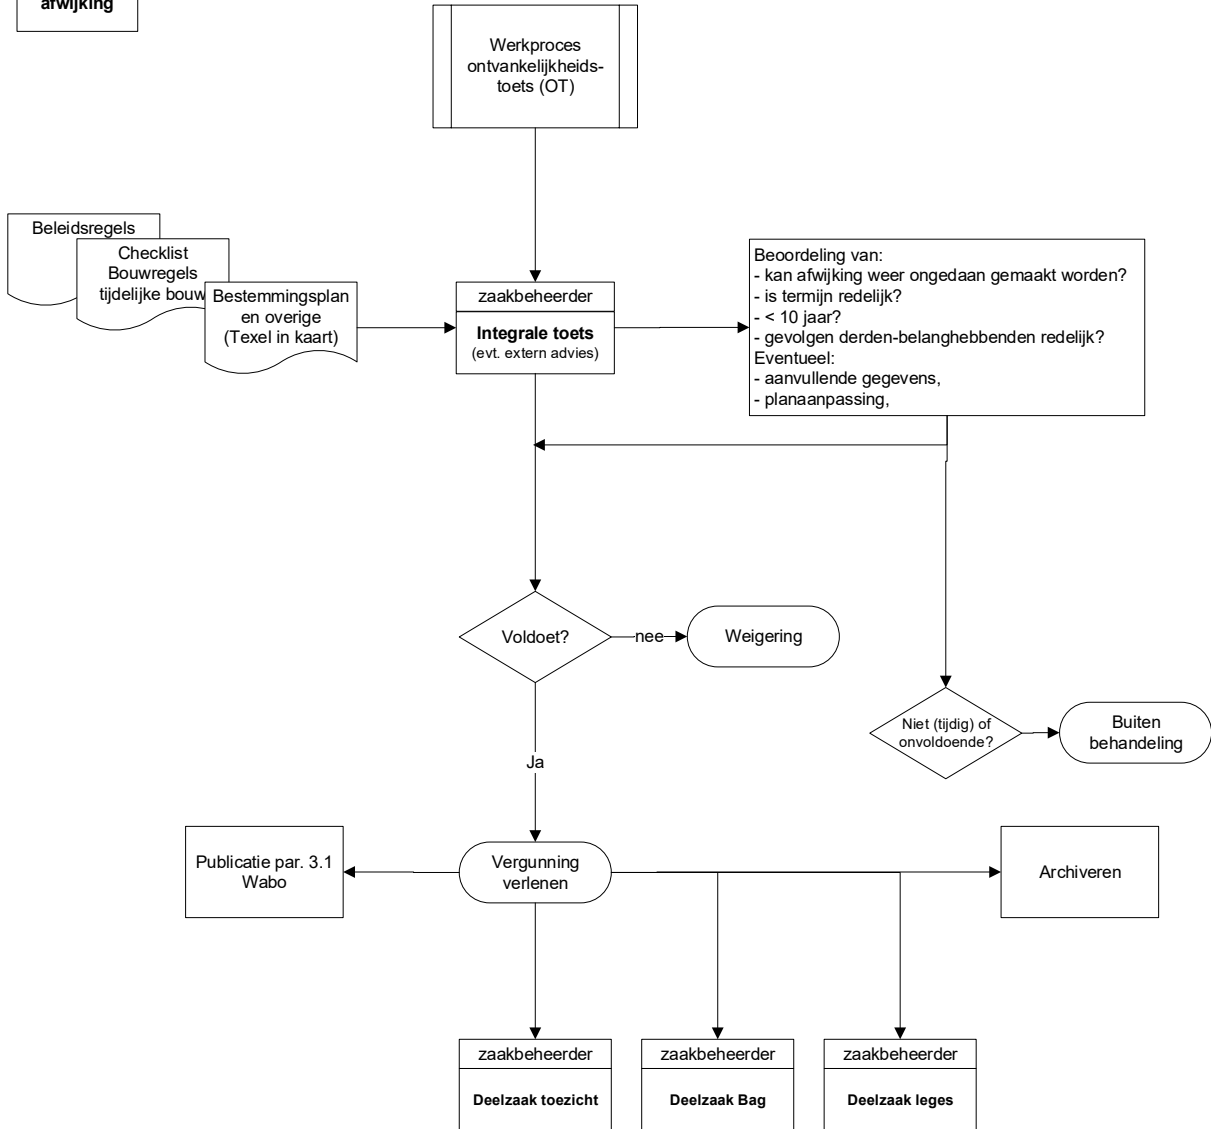 afwijking
Werkproces
ontvankelijkheids-
toets (OT)
Beleidsregels
Checklist
Bouwregels
tijdelijke bouw
Bestemmingsplan
en overige
(Texel in kaart)
zaakbeheerder
Integrale toets
(evt. extern advies)
Beoordeling van:
- kan afwijking weer ongedaan gemaakt worden?
- is termijn redelijk?
- < 10 jaar?
- gevolgen derden-belanghebbenden redelijk?
Eventueel:
- aanvullende gegevens,
- planaanpassing,
Voldoet?
nee
Weigering
Niet (tijdig) of
onvoldoende?
Buiten
behandeling
Ja
Publicatie par. 3.1
Wabo
Vergunning
verlenen
Archiveren
zaakbeheerder
Deelzaak toezicht
zaakbeheerder
Deelzaak Bag
zaakbeheerder
Deelzaak leges